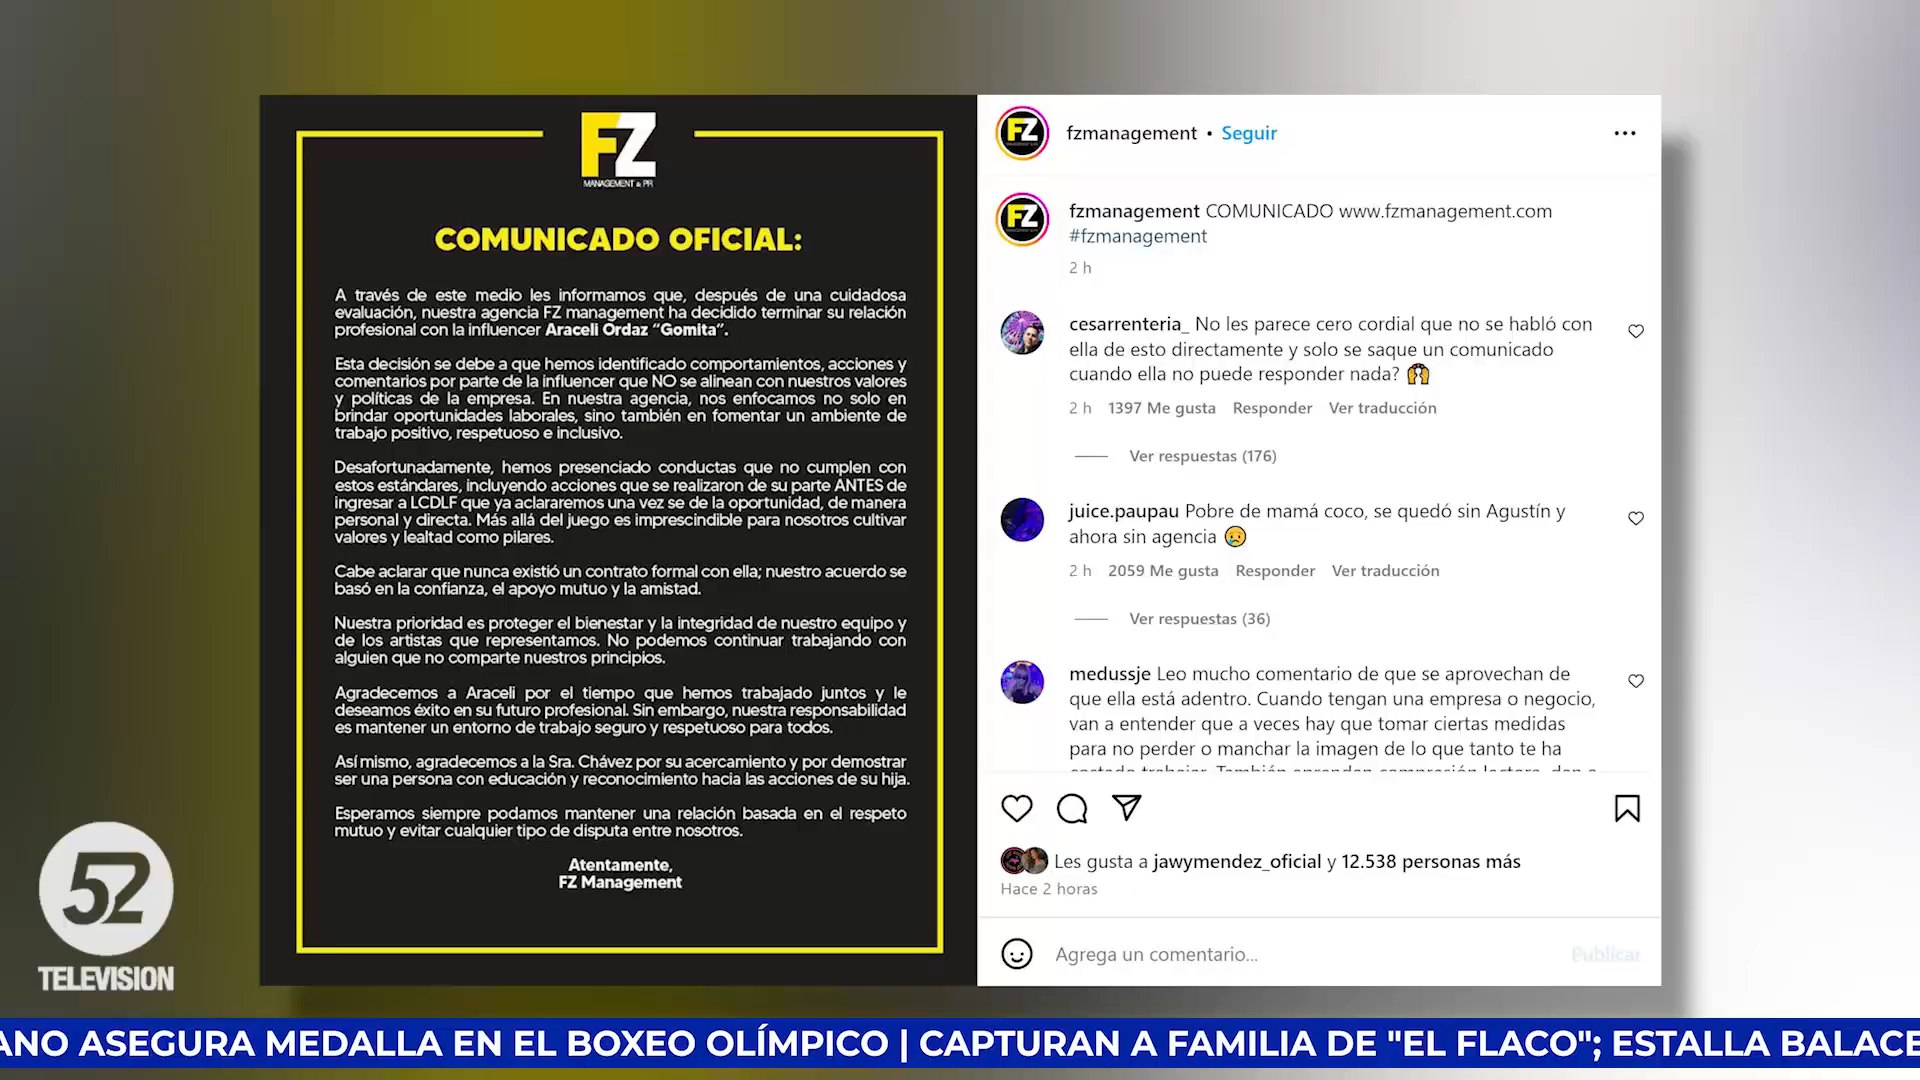 FZ
MANAGEMENT & PR
COMUNICADO OFICIAL:
A través de este medio les informamos que, después de una cuidadosa
evaluación, nuestra agencia FZ management ha decidido terminar su relación
profesional con la influencer Araceli Ordaz “Gomita”.
Esta decisión se debe a que hemos identificado comportamientos, acciones y
comentarios por parte de la influencer que NO se alinean con nuestros valores
y políticas de la empresa. En nuestra agencia, nos enfocamos no solo en
brindar oportunidades laborales, sino también en fomentar un ambiente de
trabajo positivo, respetuoso e inclusivo.
Desafortunadamente, hemos presenciado conductas que no cumplen con
estos estándares, incluyendo acciones que se realizaron de su parte ANTES de
ingresar a LCDLF que ya aclararemos una vez se de la oportunidad, de manera
personal y directa. Más allá del juego es imprescindible para nosotros cultivar
valores y lealtad como pilares.
Cabe aclarar que nunca existió un contrato formal con ella; nuestro acuerdo se
basó en la confianza, el apoyo mutuo y la amistad.
Nuestra prioridad es proteger el bienestar y la integridad de nuestro equipo y
de los artistas que representamos. No podemos continuar trabajando con
alguien que no comparte nuestros principios.
Agradecemos a Araceli por el tiempo que hemos trabajado juntos y le
deseamos éxito en su futuro profesional. Sin embargo, nuestra responsabilidad
es mantener un entorno de trabajo seguro y respetuoso para todos.
Así mismo, agradecemos a la Sra. Chávez por su acercamiento y por demostrar
ser una persona con educación y reconocimiento hacia las acciones de su hija.
Esperamos siempre podamos mantener una relación basada en el respeto
mutuo y evitar cualquier tipo de disputa entre nosotros.
Atentamente,
FZ Management
FZ
fzmanagement • Seguir
FZ
fzmanagement COMUNICADO www.fzmanagement.com
#fzmanagement
2 h
cesarrenteria_ No les parece cero cordial que no se habló con
ella de esto directamente y solo se saque un comunicado
cuando ella no puede responder nada? 🙌
2 h 1397 Me gusta Responder Ver traducción
Ver respuestas (176)
juice.paupau Pobre de mamá coco, se quedó sin Agustín y
ahora sin agencia 😢
2 h 2059 Me gusta Responder Ver traducción
Ver respuestas (36)
medussje Leo mucho comentario de que se aprovechan de
que ella está adentro. Cuando tengan una empresa o negocio,
van a entender que a veces hay que tomar ciertas medidas
para no perder o manchar la imagen de lo que tanto te ha
costado trabajar. También aprendan compresión lectora, dan a
Les gusta a jawymendez_oficial y 12.538 personas más
Hace 2 horas
Agrega un comentario...
Publicar
52
TELEVISION
ANO ASEGURA MEDALLA EN EL BOXEO OLÍMPICO | CAPTURAN A FAMILIA DE "EL FLACO"; ESTALLA BALACE